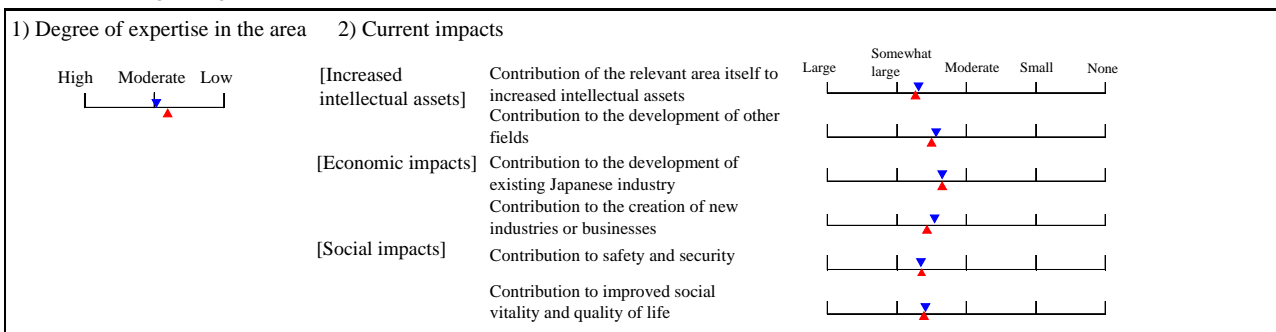 1) Degree of expertise in the area 2) Current impacts
High Moderate Low
Large Somewhat large Moderate Small None
[Increased intellectual assets]
Contribution of the relevant area itself to
increased intellectual assets
Contribution to the development of other
fields
[Economic impacts]
Contribution to the development of
existing Japanese industry
Contribution to the creation of new
industries or businesses
[Social impacts]
Contribution to safety and security
Contribution to improved social
vitality and quality of life